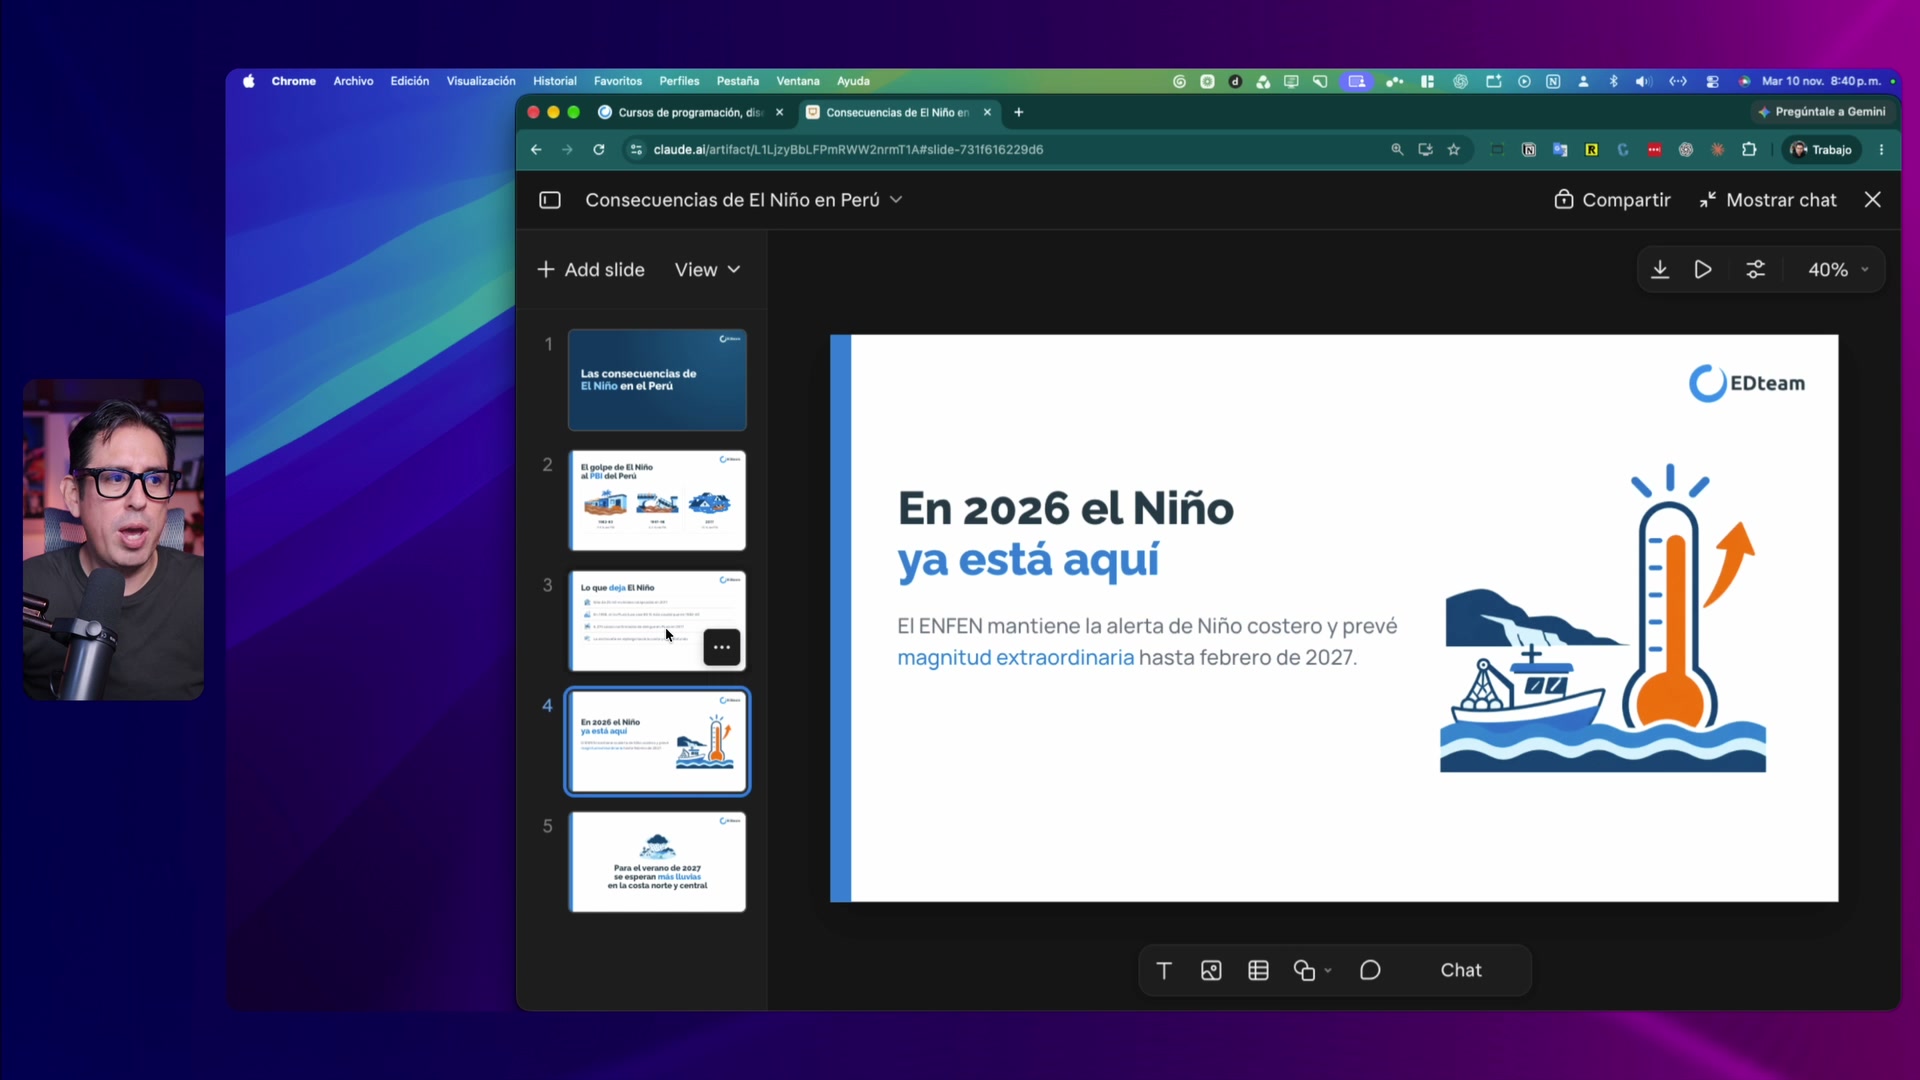 Chrome Archivo Edición Visualización Historial Favoritos Perfiles Pestaña Ventana Ayuda
Mar 10 nov. 8:40 p. m.
Cursos de programación, dise
Consecuencias de El Niño en
Pregúntale a Gemini
claude.ai/artifact/L1LjzyBbLFPmRWW2nrmT1A#slide-731f616229d6
Trabajo
Consecuencias de El Niño en Perú
Compartir
Mostrar chat
Add slide
View
40%
1
Las consecuencias de
El Niño en el Perú
2
El golpe de El Niño
al PBI del Perú
3
Lo que deja El Niño
4
En 2026 el Niño
ya está aquí
5
Para el verano de 2027
se esperan más lluvias
en la costa norte y central
EDteam
En 2026 el Niño
ya está aquí
El ENFEN mantiene la alerta de Niño costero y prevé
magnitud extraordinaria hasta febrero de 2027.
Chat